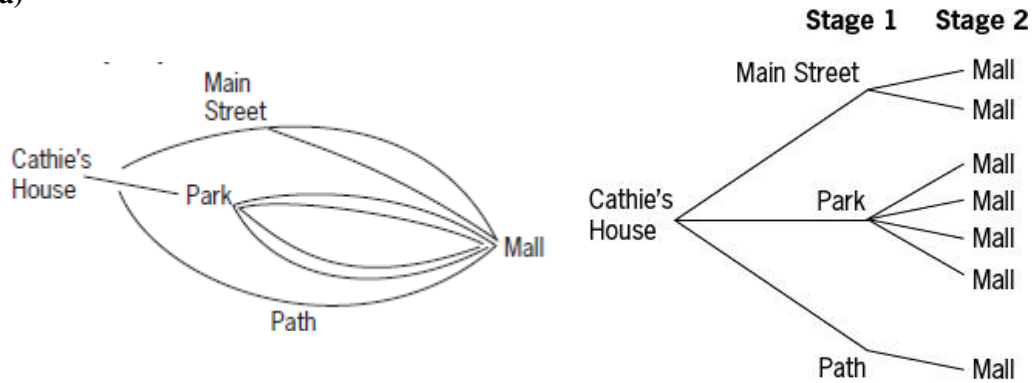 a)
Main
Street
Cathie's
House
Park
Mall
Path
Stage 1 Stage 2
Main Street
Mall
Mall
Mall
Cathie's
House
Park
Mall
Mall
Mall
Path
Mall